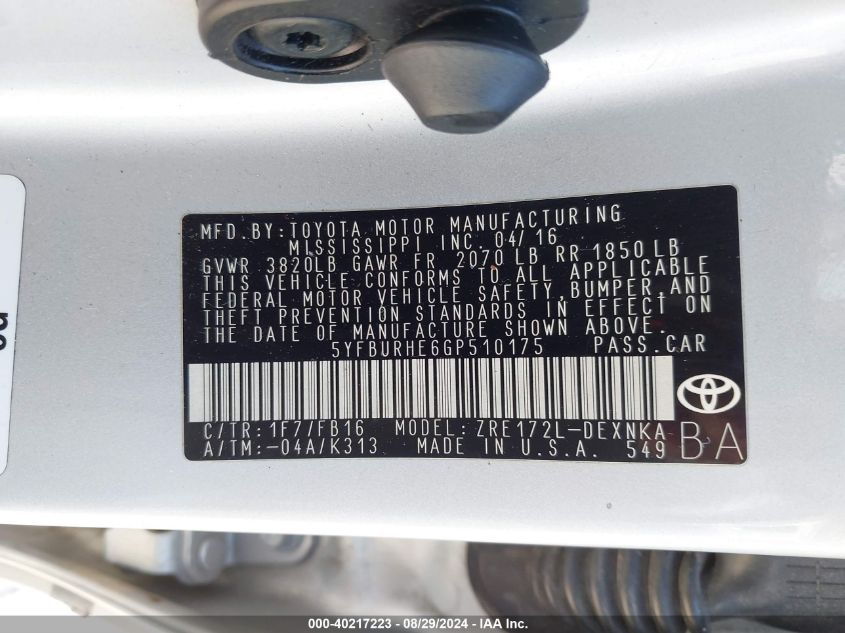 MFD. BY: TOYOTA MOTOR MANUFACTURING
MISSISSIPPI INC. 04/16
GVWR 3820LB GAWR FR 2070 LB RR 1850 LB
THIS VEHICLE CONFORMS TO ALL APPLICABLE
FEDERAL MOTOR VEHICLE SAFETY, BUMPER, AND
THEFT PREVENTION STANDARDS IN EFFECT ON
THE DATE OF MANUFACTURE SHOWN ABOVE.
5YFBURHE6GP510175 PASS.CAR
C/TR: 1F7/FB16 MODEL: ZRE172L-DEXNKA
A/TM: -04A/K313 MADE IN U.S.A. 549
BA
000-40217223 - 08/29/2024 - IAAI.COM